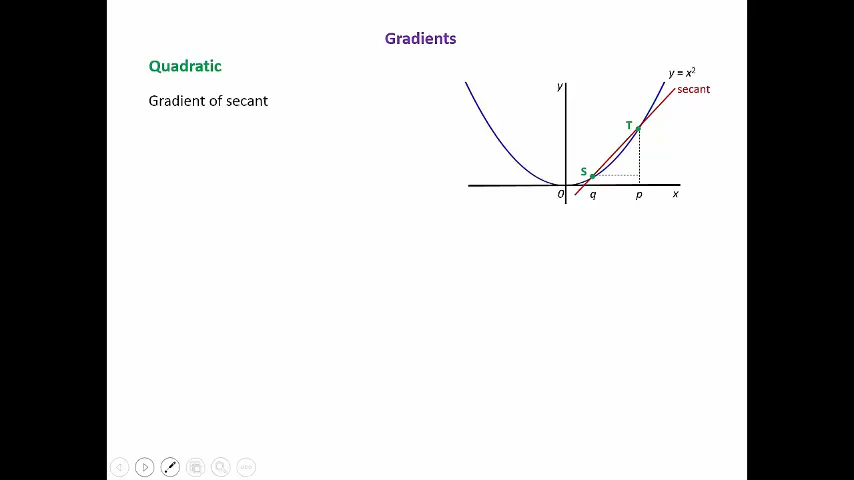 Gradients
Quadratic
Gradient of secant
y
y = x²
secant
T
S
0
q
p
x